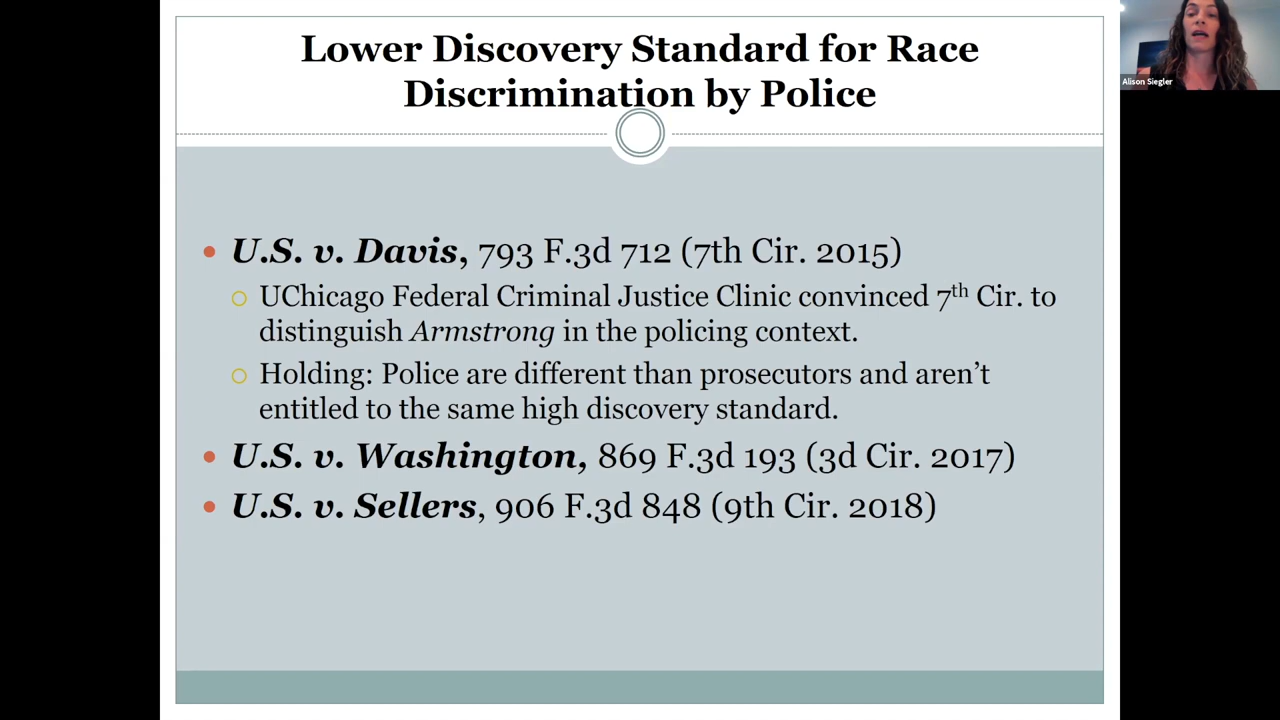 Lower Discovery Standard for Race
Discrimination by Police
Alison Siegler
U.S. v. Davis, 793 F.3d 712 (7th Cir. 2015)
UChicago Federal Criminal Justice Clinic convinced 7th Cir. to
distinguish Armstrong in the policing context.
Holding: Police are different than prosecutors and aren’t
entitled to the same high discovery standard.
U.S. v. Washington, 869 F.3d 193 (3d Cir. 2017)
U.S. v. Sellers, 906 F.3d 848 (9th Cir. 2018)